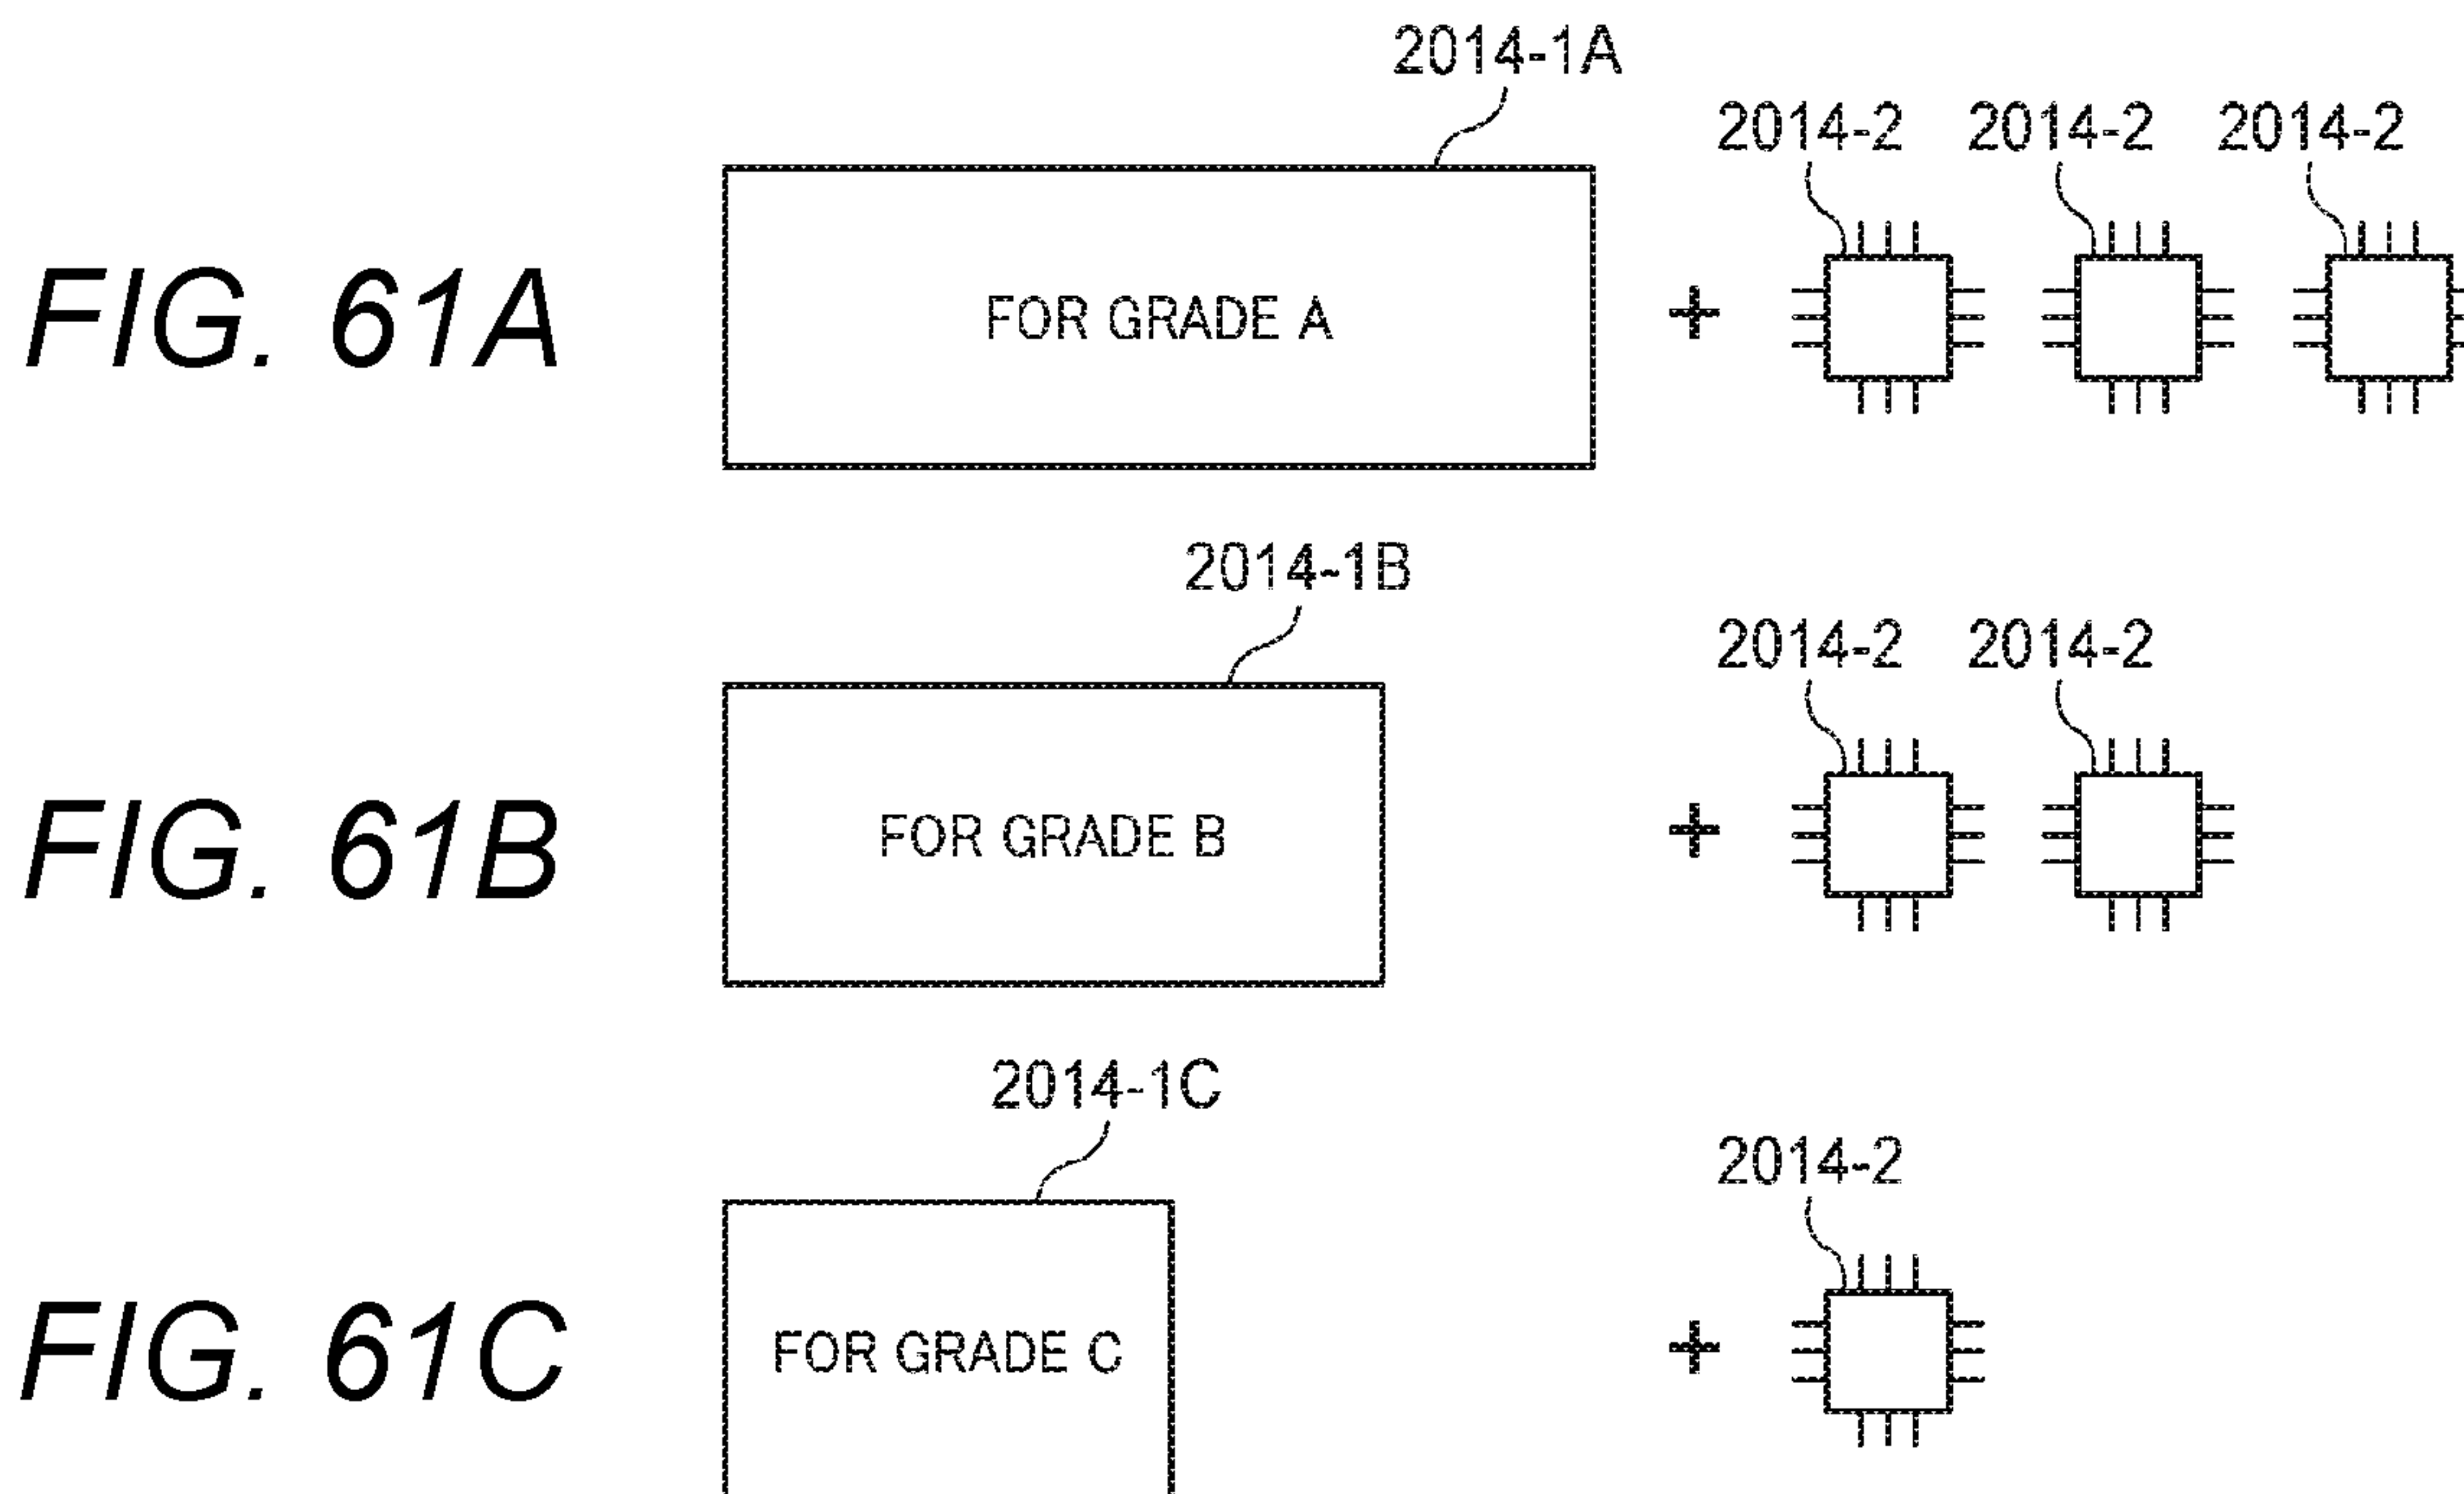 2014-1A
2014-2 2014-2 2014-2
FIG. 61A
FOR GRADE A
+
2014-1B
2014-2 2014-2
FIG. 61B
FOR GRADE B
+
2014-1C
2014-2
FIG. 61C
FOR GRADE C
+